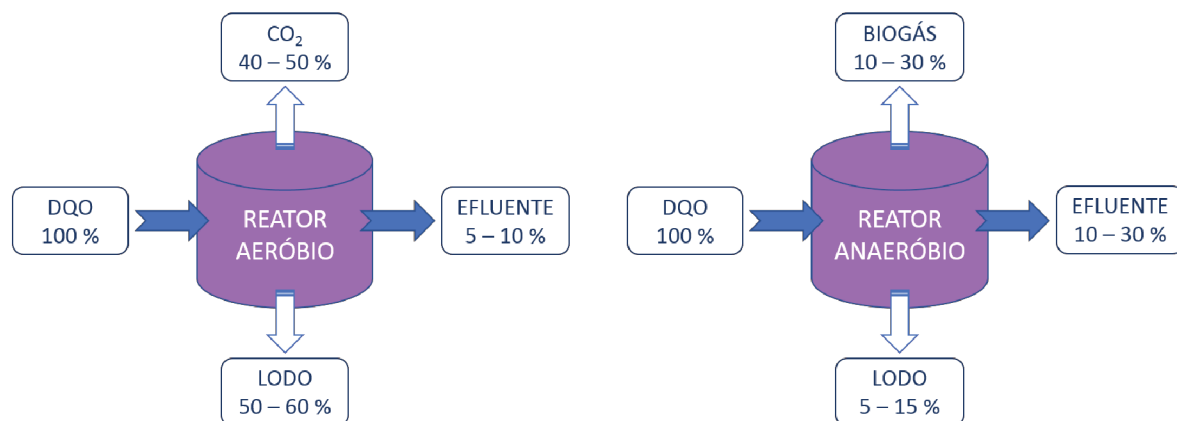 CO₂
40 – 50 %
DQO
100 %
REATOR
AERÓBIO
EFLUENTE
5 – 10 %
LODO
50 – 60 %
BIOGÁS
10 – 30 %
DQO
100 %
REATOR
ANAERÓBIO
EFLUENTE
10 – 30 %
LODO
5 – 15 %